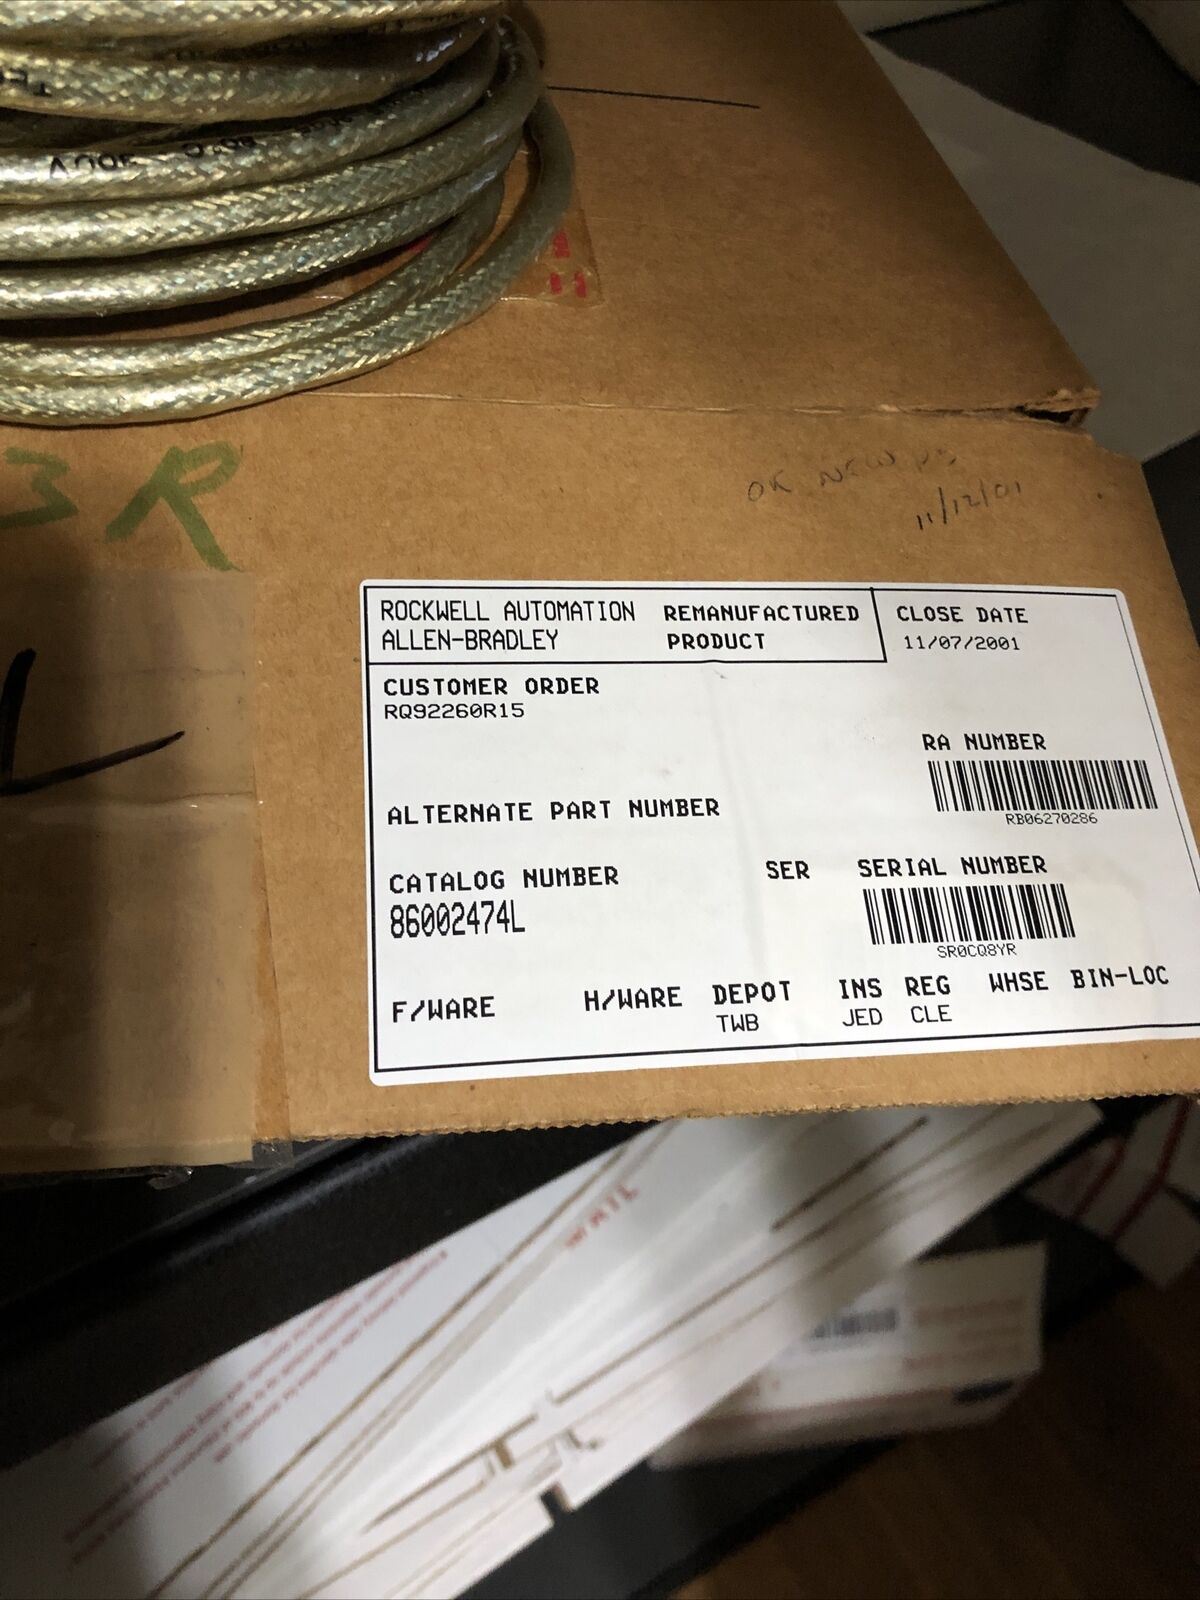 300V 80°C
3R
OK NEW PS
11/12/01
ROCKWELL AUTOMATION REMANUFACTURED
ALLEN-BRADLEY PRODUCT
CLOSE DATE
11/07/2001
CUSTOMER ORDER
RQ92260R15
RA NUMBER
RB06270286
ALTERNATE PART NUMBER
CATALOG NUMBER SER SERIAL NUMBER
86002474L
SR0CQ8YR
F/WARE H/WARE DEPOT INS REG WHSE BIN-LOC
TWB JED CLE